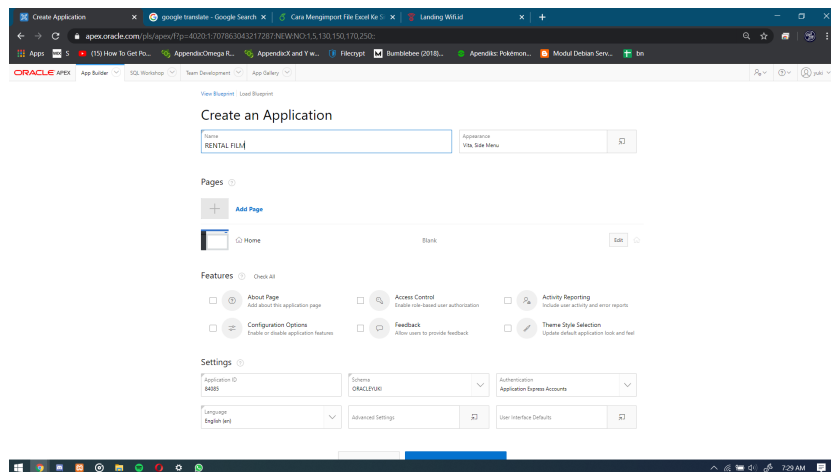 Create Application
google translate - Google Search
Cara Mengimport File Excel Ke S
Landing Wifi.id
apex.oracle.com/pls/apex/f?p=4020:1:707863043217287:NEW:NO:1,5,130,150,170,250::
Apps S (15) How To Get Po... Appendix:Omega R... Appendix:X and Y w... Filecrypt Bumblebee (2018)... Apendiks: Pokémon... Modul Debian Serv... bn
ORACLE APEX App Builder SQL Workshop Team Development App Gallery yuki
View Blueprint Load Blueprint
Create an Application
Name
RENTAL FILM
Appearance
Vita, Side Menu
Pages
Add Page
Home Blank Edit
Features Check All
About Page
Add about this application page
Access Control
Enable role-based user authorization
Activity Reporting
Include user activity and error reports
Configuration Options
Enable or disable application features
Feedback
Allow users to provide feedback
Theme Style Selection
Update default application look and feel
Settings
Application ID
84085
Schema
ORACLEYUKI
Authentication
Application Express Accounts
Language
English (en)
Advanced Settings
User Interface Defaults
7:29 AM